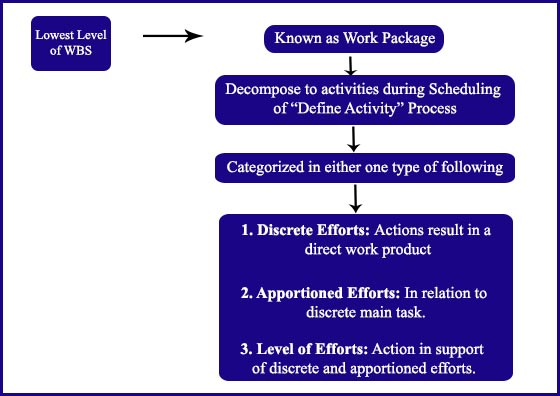 Lowest Level
of WBS
Known as Work Package
Decompose to activities during Scheduling
of “Define Activity” Process
Categorized in either one type of following
1. Discrete Efforts: Actions result in a
direct work product
2. Apportioned Efforts: In relation to
discrete main task.
3. Level of Efforts: Action in support
of discrete and apportioned efforts.